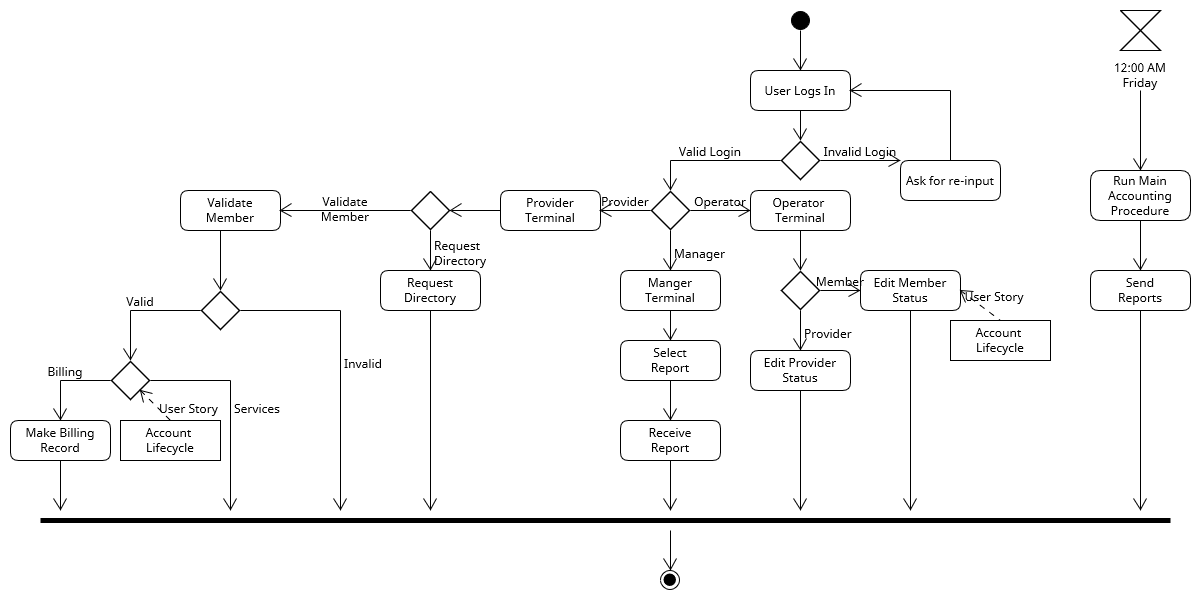 12:00 AM
Friday
User Logs In
Valid Login
Invalid Login
Ask for re-input
Run Main
Accounting
Procedure
Validate
Member
Validate
Member
Provider
Terminal
Provider
Operator
Operator
Terminal
Request
Directory
Manager
Request
Directory
Manger
Terminal
Member
Edit Member
Status
User Story
Send
Reports
Valid
Account
Lifecycle
Provider
Invalid
Select
Report
Edit Provider
Status
Billing
User Story
Services
Make Billing
Record
Account
Lifecycle
Receive
Report